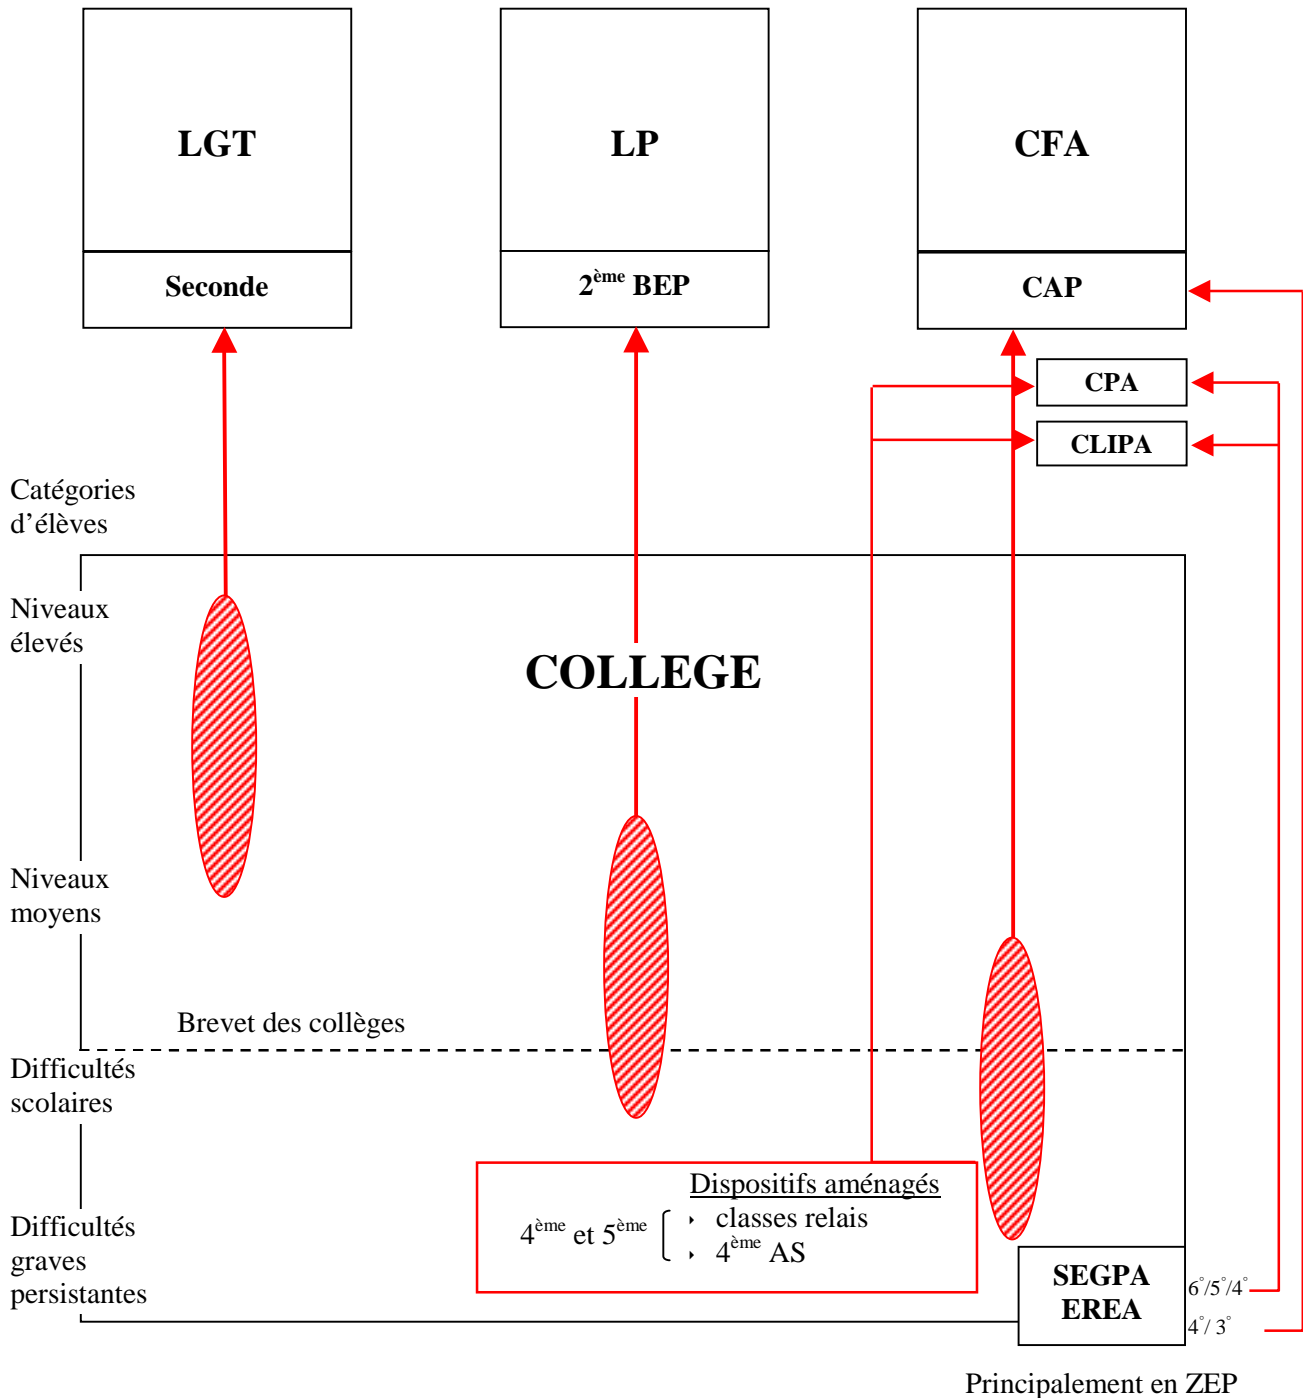 LGT
LP
CFA
Seconde
2ème BEP
CAP
CPA
CLIPA
Catégories
d'élèves
Niveaux
élevés
COLLEGE
Niveaux
moyens
Brevet des collèges
Difficultés
scolaires
Dispositifs aménagés
4ème et 5ème
‣ classes relais
‣ 4ème AS
Difficultés
graves
persistantes
SEGPA
EREA
6°/5°/4°
4°/ 3°
Principalement en ZEP